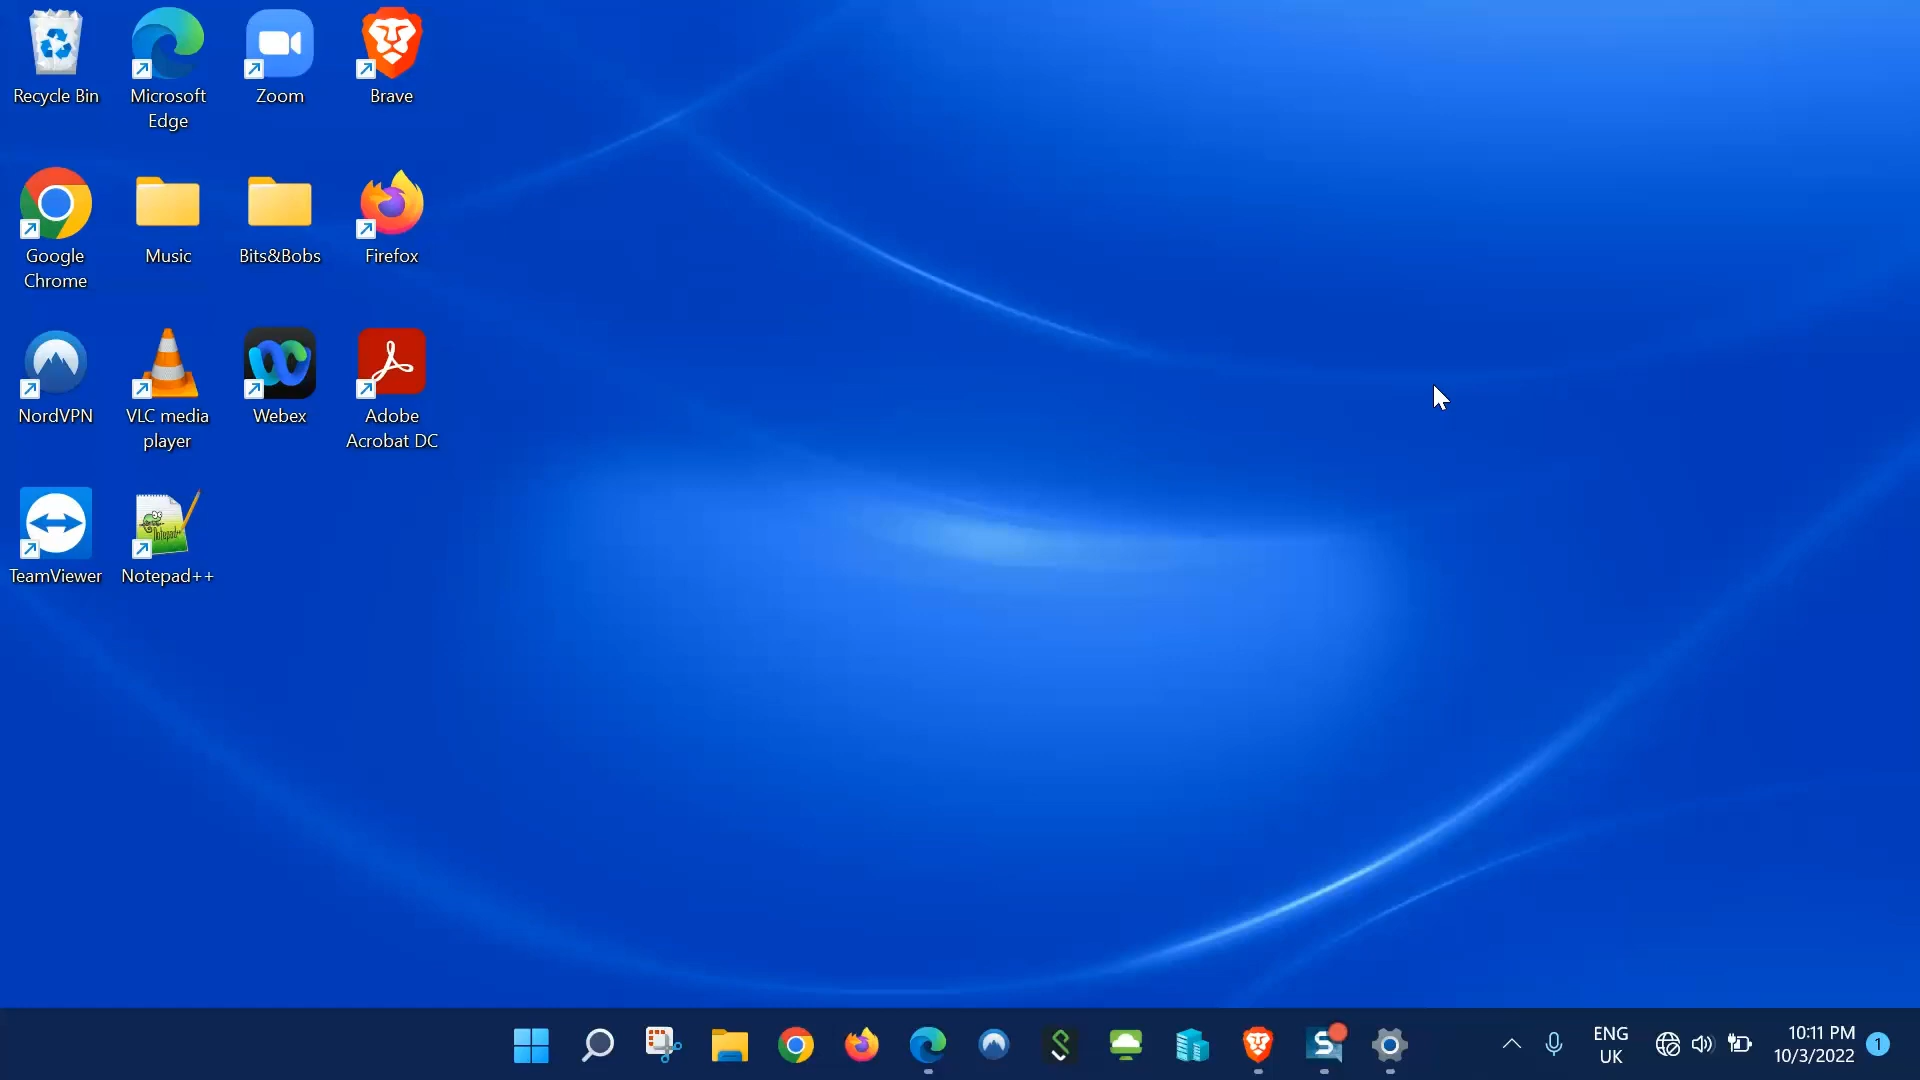 Recycle Bin
Microsoft
Edge
Zoom
Brave
Google
Chrome
Music
Bits&Bobs
Firefox
NordVPN
VLC media
player
Webex
Adobe
Acrobat DC
TeamViewer
Notepad++
Notepad++
S
ENG
UK
10:11 PM
10/3/2022
1